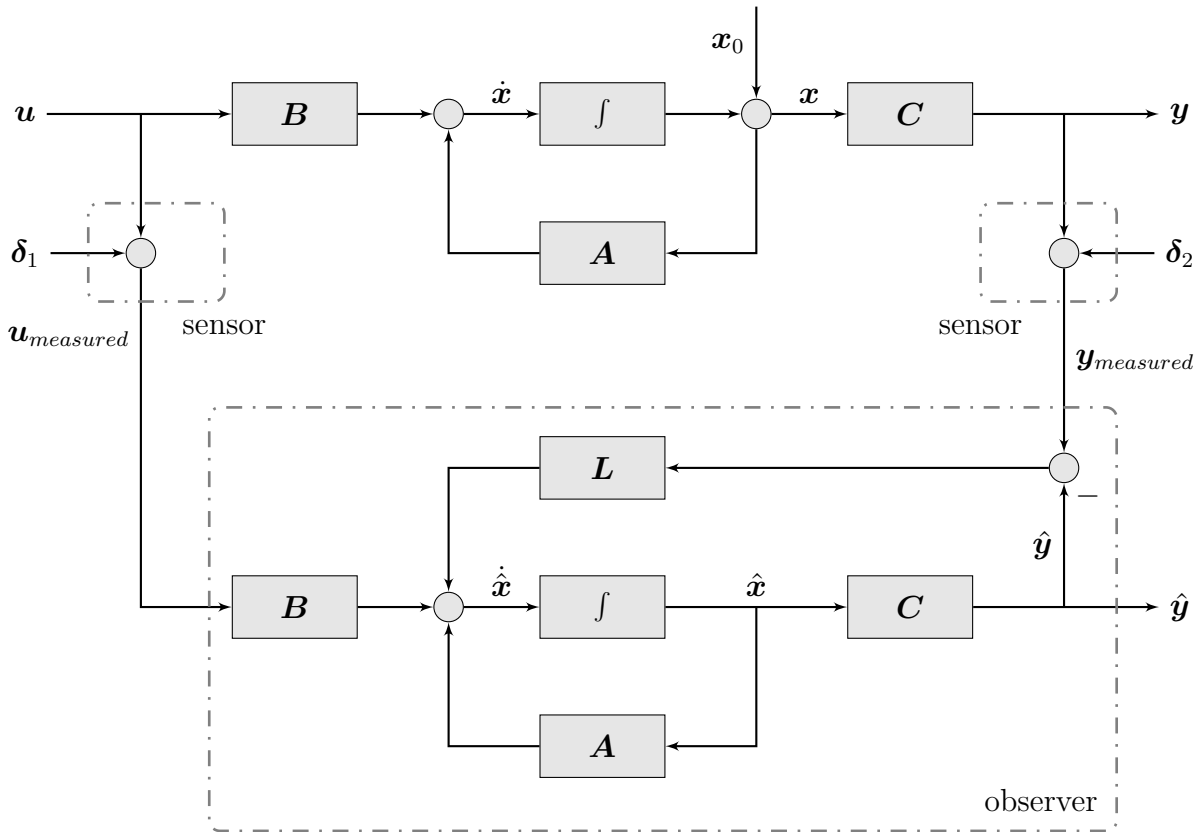 x₀
u
B
ẋ
∫
x
C
y
δ₁
A
δ₂
sensor
sensor
u_measured
y_measured
L
−
ŷ
B
x̂̇
∫
x̂
C
ŷ
A
observer